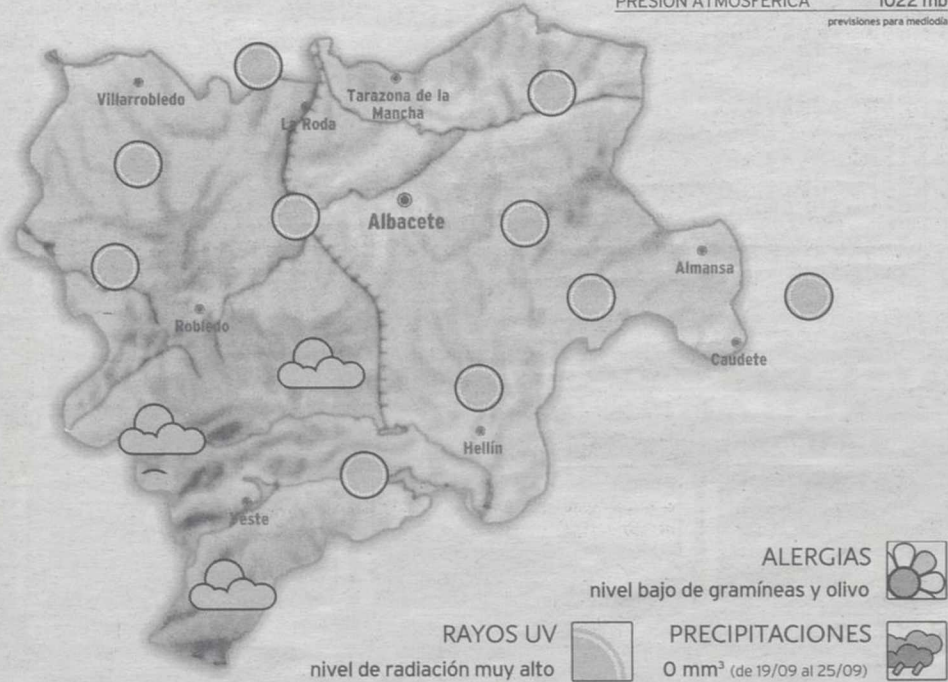 PRESIÓN ATMOSFÉRICA 1022 mb
previsiones para mediodía
Villarrobledo
Tarazona de la
Mancha
La Roda
Albacete
Almansa
Robledo
Caudete
Hellín
Yeste
ALERGIAS
nivel bajo de gramíneas y olivo
RAYOS UV
nivel de radiación muy alto
PRECIPITACIONES
0 mm³ (de 19/09 al 25/09)